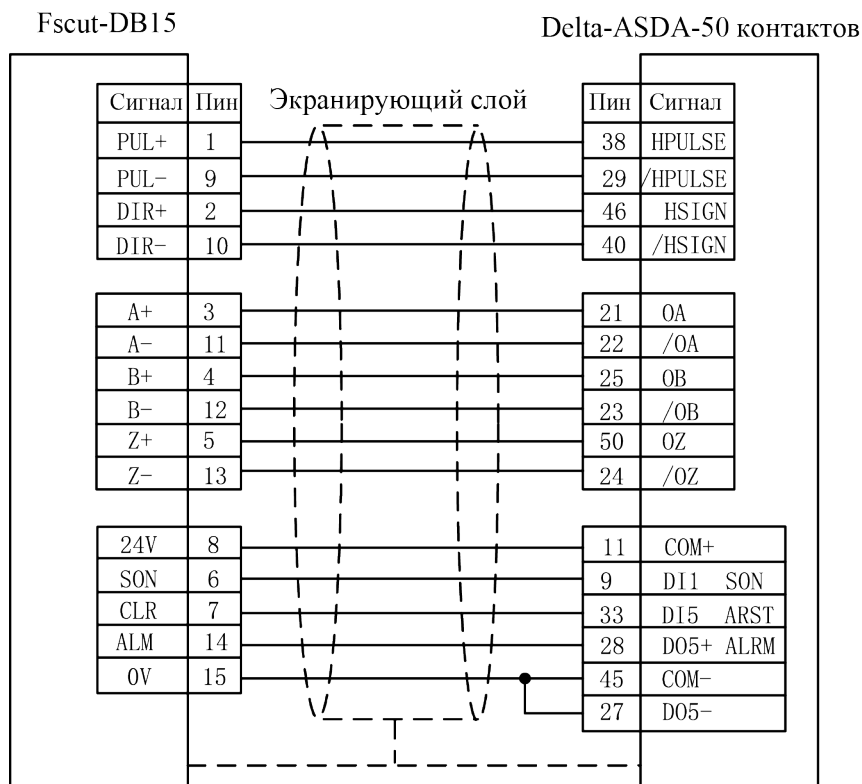 Fscut-DB15 Delta-ASDA-50 контактов
Сигнал Пин Экранирующий слой Пин Сигнал
PUL+ 1 38 HPULSE
PUL- 9 29 /HPULSE
DIR+ 2 46 HSIGN
DIR- 10 40 /HSIGN
A+ 3 21 OA
A- 11 22 /OA
B+ 4 25 OB
B- 12 23 /OB
Z+ 5 50 OZ
Z- 13 24 /OZ
24V 8 11 COM+
SON 6 9 DI1 SON
CLR 7 33 DI5 ARST
ALM 14 28 DO5+ ALRM
0V 15 45 COM-
27 DO5-